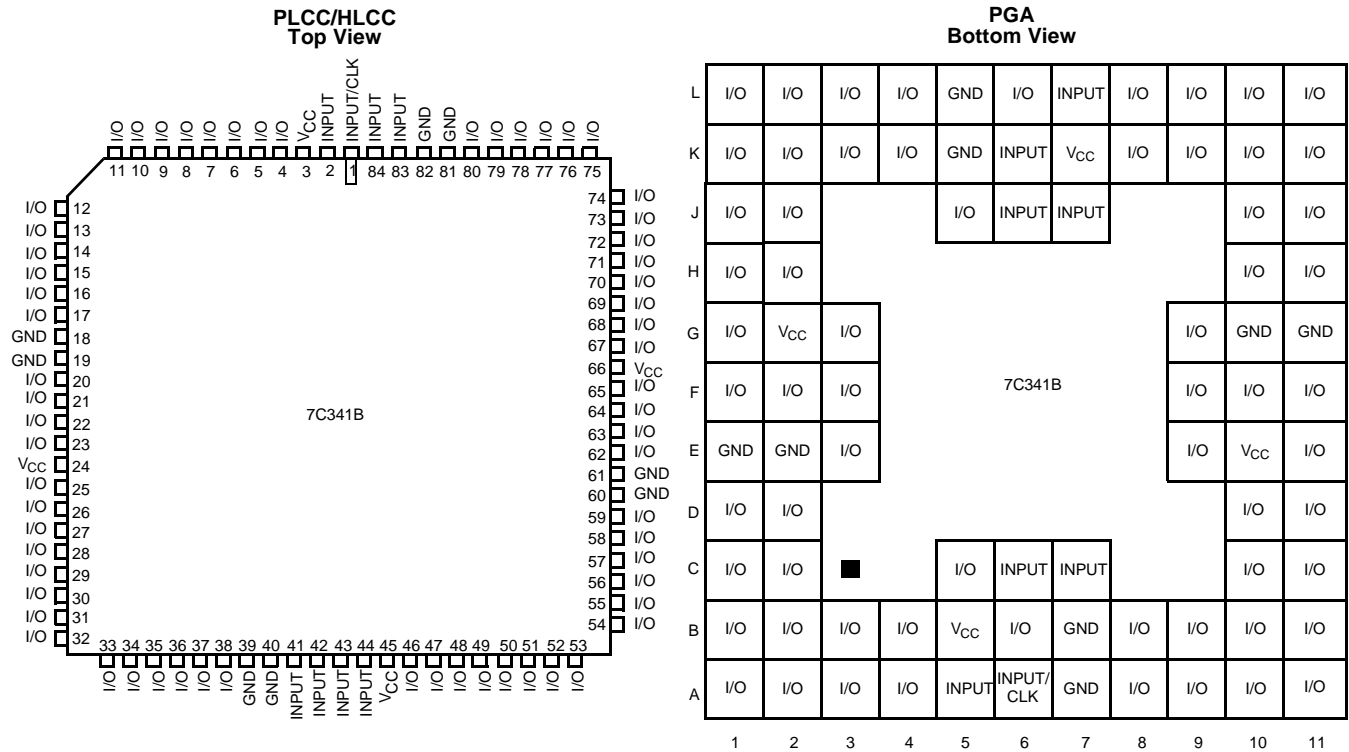 PLCC/HLCC
Top View
I/O I/O I/O I/O I/O I/O I/O I/O VCC INPUT INPUT/CLK INPUT INPUT GND GND I/O I/O I/O I/O I/O I/O
11 10 9 8 7 6 5 4 3 2 1 84 83 82 81 80 79 78 77 76 75
I/O 12
I/O 13
I/O 14
I/O 15
I/O 16
I/O 17
GND 18
GND 19
I/O 20
I/O 21
I/O 22
I/O 23
VCC 24
I/O 25
I/O 26
I/O 27
I/O 28
I/O 29
I/O 30
I/O 31
I/O 32
7C341B
74 I/O
73 I/O
72 I/O
71 I/O
70 I/O
69 I/O
68 I/O
67 I/O
66 VCC
65 I/O
64 I/O
63 I/O
62 I/O
61 GND
60 GND
59 I/O
58 I/O
57 I/O
56 I/O
55 I/O
54 I/O
33 34 35 36 37 38 39 40 41 42 43 44 45 46 47 48 49 50 51 52 53
I/O I/O I/O I/O I/O I/O GND GND INPUT INPUT INPUT INPUT VCC I/O I/O I/O I/O I/O I/O I/O I/O
PGA
Bottom View
L I/O I/O I/O I/O GND I/O INPUT I/O I/O I/O I/O
K I/O I/O I/O I/O GND INPUT VCC I/O I/O I/O I/O
J I/O I/O I/O INPUT INPUT I/O I/O
H I/O I/O I/O I/O
G I/O VCC I/O I/O GND GND
F I/O I/O I/O 7C341B I/O I/O I/O
E GND GND I/O I/O VCC I/O
D I/O I/O I/O I/O
C I/O I/O I/O INPUT INPUT I/O I/O
B I/O I/O I/O I/O VCC I/O GND I/O I/O I/O I/O
A I/O I/O I/O I/O INPUT INPUT/CLK GND I/O I/O I/O I/O
1 2 3 4 5 6 7 8 9 10 11